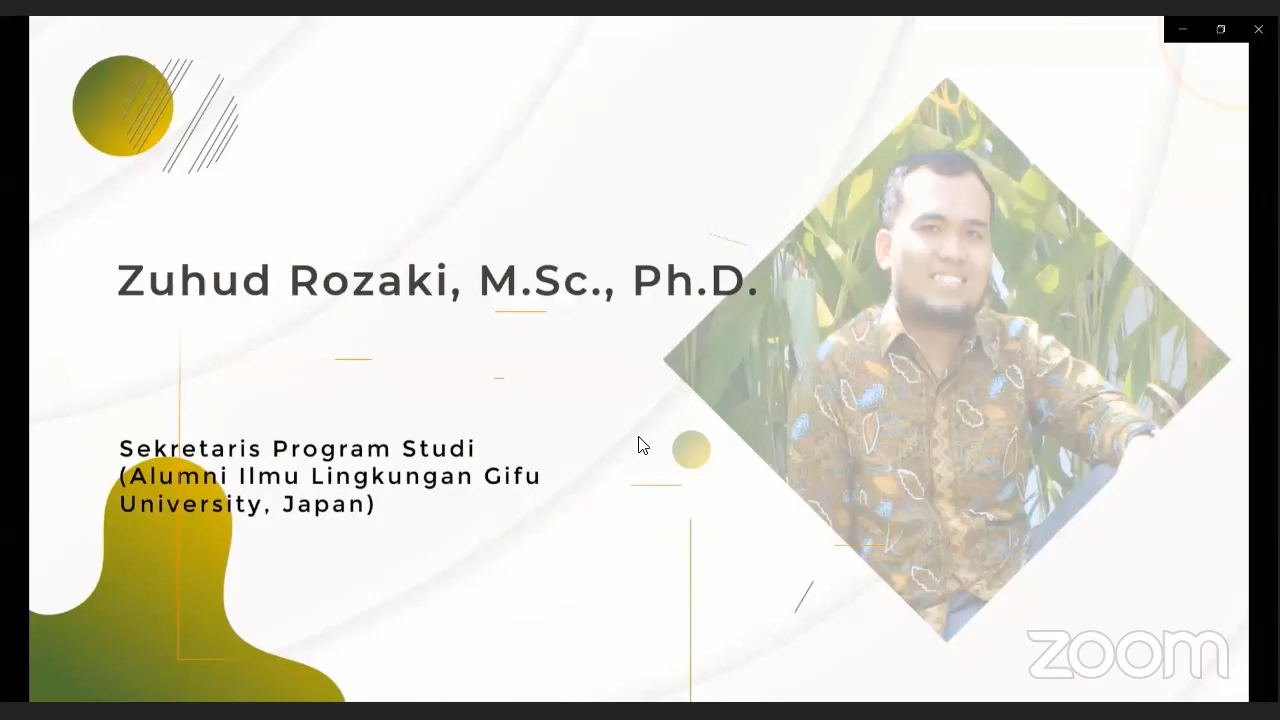 Zuhud Rozaki, M.Sc., Ph.D.
Sekretaris Program Studi
(Alumni Ilmu Lingkungan Gifu
University, Japan)
zoom